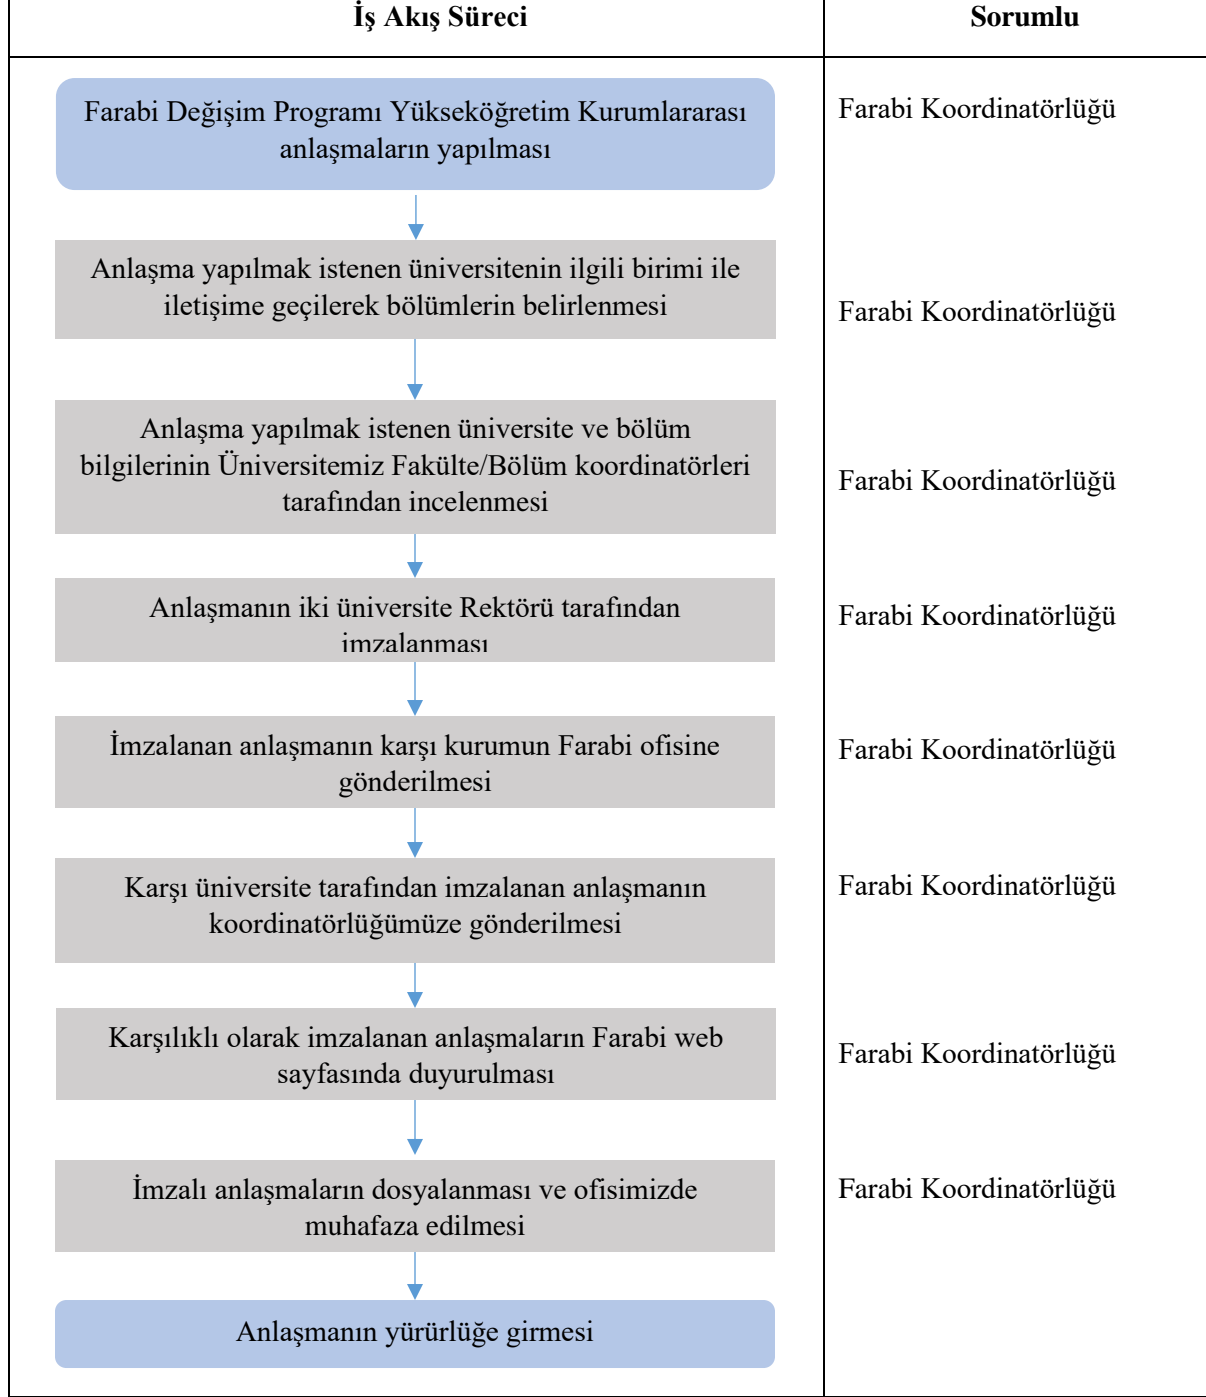 İş Akış Süreci
Sorumlu
Farabi Değişim Programı Yükseköğretim Kurumlararası
anlaşmaların yapılması
Farabi Koordinatörlüğü
Anlaşma yapılmak istenen üniversitenin ilgili birimi ile
iletişime geçilerek bölümlerin belirlenmesi
Farabi Koordinatörlüğü
Anlaşma yapılmak istenen üniversite ve bölüm
bilgilerinin Üniversitemiz Fakülte/Bölüm koordinatörleri
tarafından incelenmesi
Farabi Koordinatörlüğü
Anlaşmanın iki üniversite Rektörü tarafından
imzalanması
Farabi Koordinatörlüğü
İmzalanan anlaşmanın karşı kurumun Farabi ofisine
gönderilmesi
Farabi Koordinatörlüğü
Karşı üniversite tarafından imzalanan anlaşmanın
koordinatörlüğümüze gönderilmesi
Farabi Koordinatörlüğü
Karşılıklı olarak imzalanan anlaşmaların Farabi web
sayfasında duyurulması
Farabi Koordinatörlüğü
İmzalı anlaşmaların dosyalanması ve ofisimizde
muhafaza edilmesi
Farabi Koordinatörlüğü
Anlaşmanın yürürlüğe girmesi